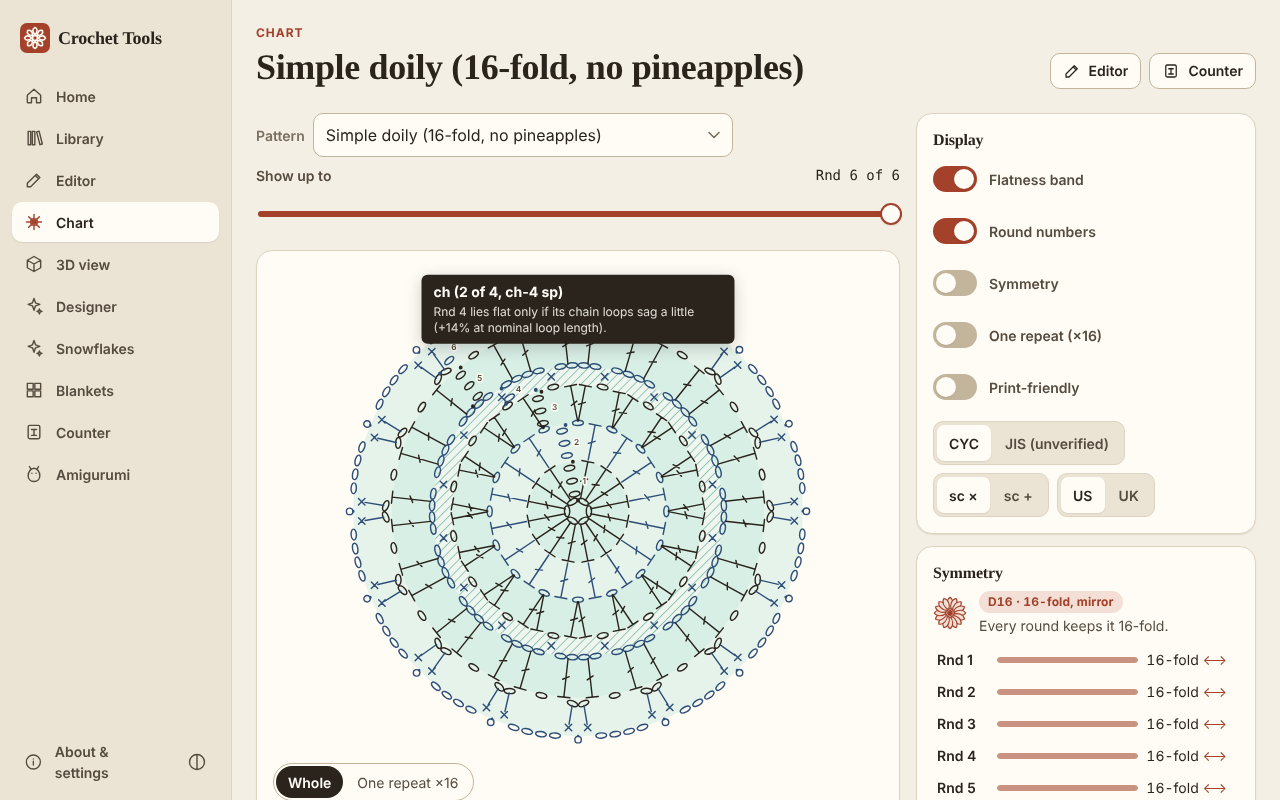 Crochet Tools
Home
Library
Editor
Chart
3D view
Designer
Snowflakes
Blankets
Counter
Amigurumi
About &
settings
CHART
Simple doily (16-fold, no pineapples)
Editor
Counter
Pattern
Simple doily (16-fold, no pineapples)
Show up to
Rnd 6 of 6
ch (2 of 4, ch-4 sp)
Rnd 4 lies flat only if its chain loops sag a little
(+14% at nominal loop length).
6
5
4
3
2
1
Whole
One repeat ×16
Display
Flatness band
Round numbers
Symmetry
One repeat (×16)
Print-friendly
CYC
JIS (unverified)
sc ×
sc +
US
UK
Symmetry
D16 · 16-fold, mirror
Every round keeps it 16-fold.
Rnd 1
16-fold
Rnd 2
16-fold
Rnd 3
16-fold
Rnd 4
16-fold
Rnd 5
16-fold